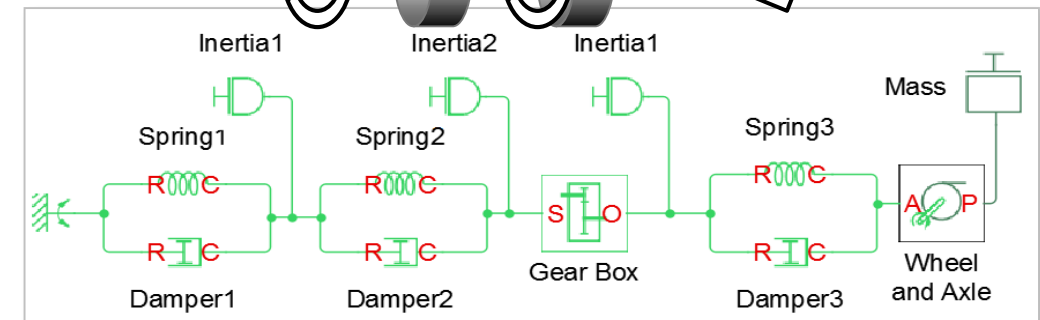 Inertia1 Inertia2 Inertia1
Mass
Spring1 Spring2 Spring3
R C R C R C
S O A P
R C R C R C
Gear Box Wheel
and Axle
Damper1 Damper2 Damper3